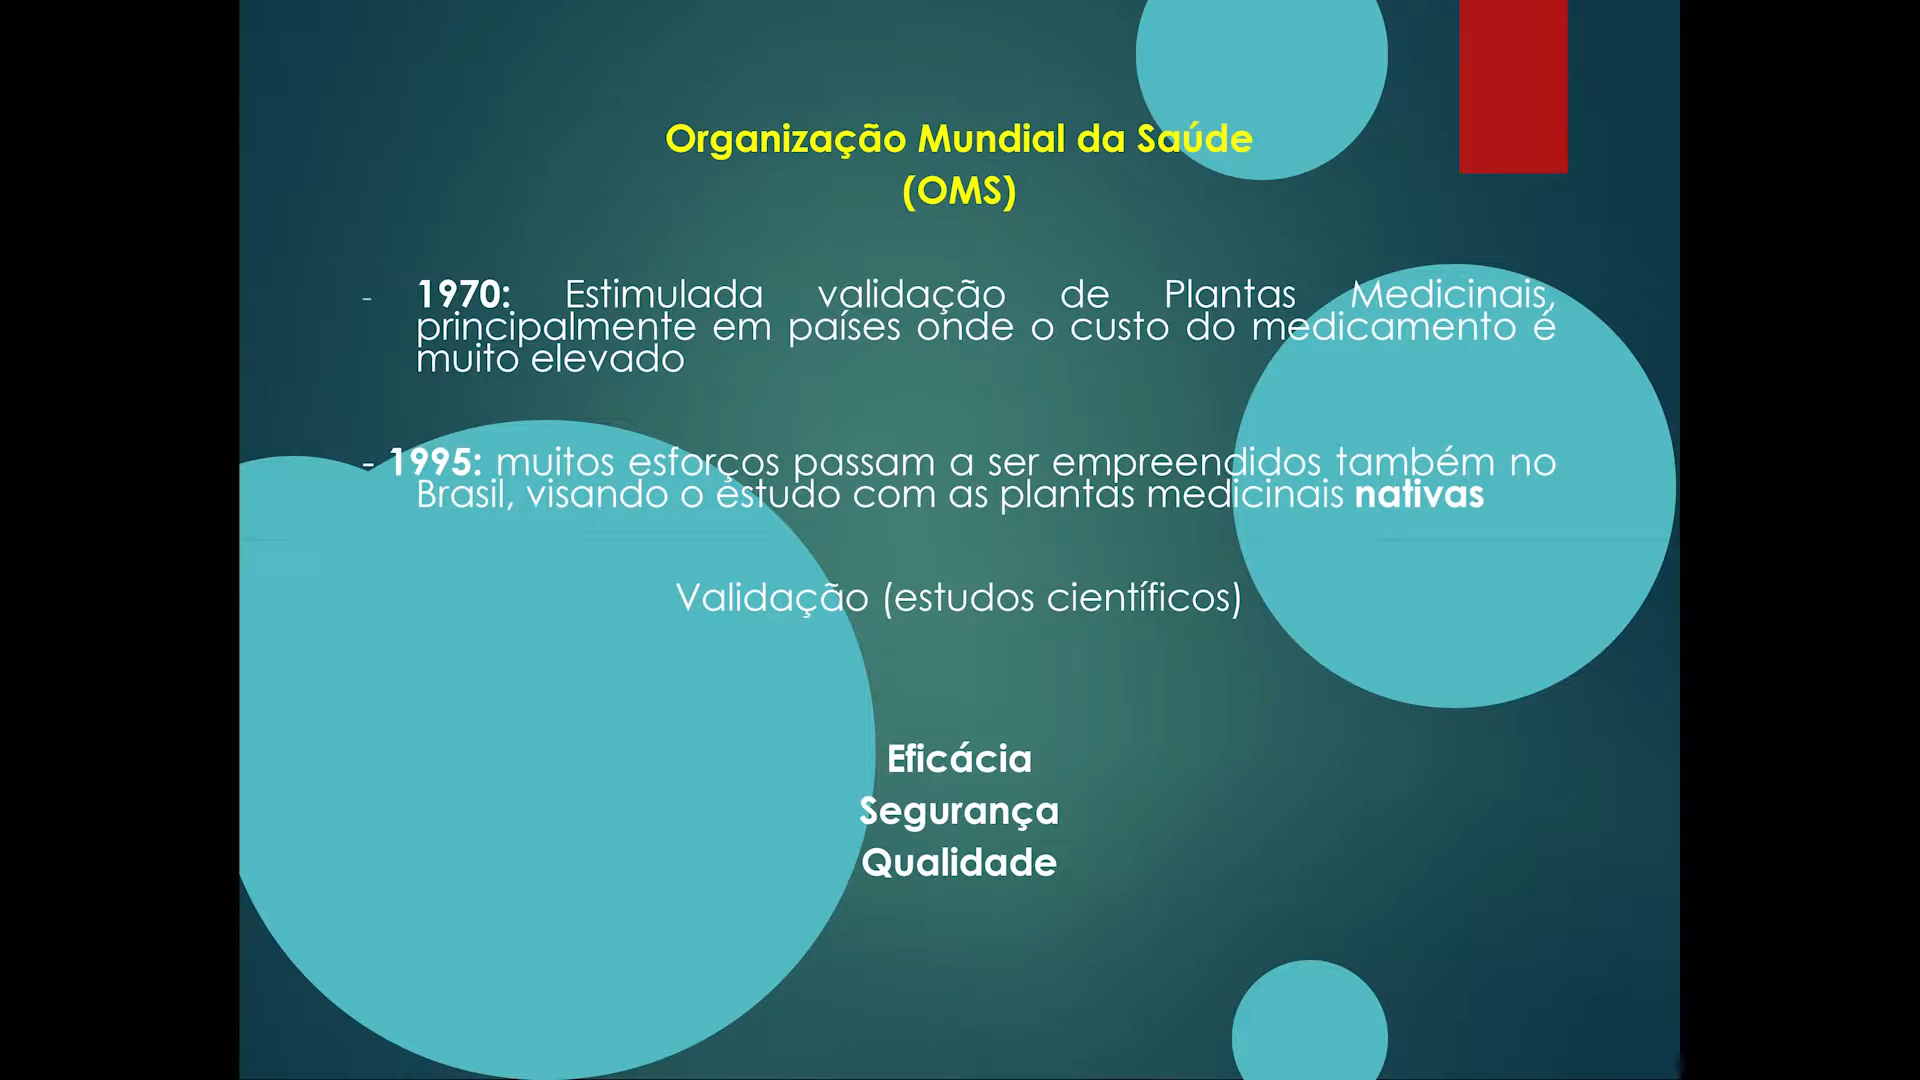 Organização Mundial da Saúde
(OMS)
- 1970: Estimulada validação de Plantas Medicinais,
principalmente em países onde o custo do medicamento é
muito elevado
- 1995: muitos esforços passam a ser empreendidos também no
Brasil, visando o estudo com as plantas medicinais nativas
Validação (estudos científicos)
Eficácia
Segurança
Qualidade